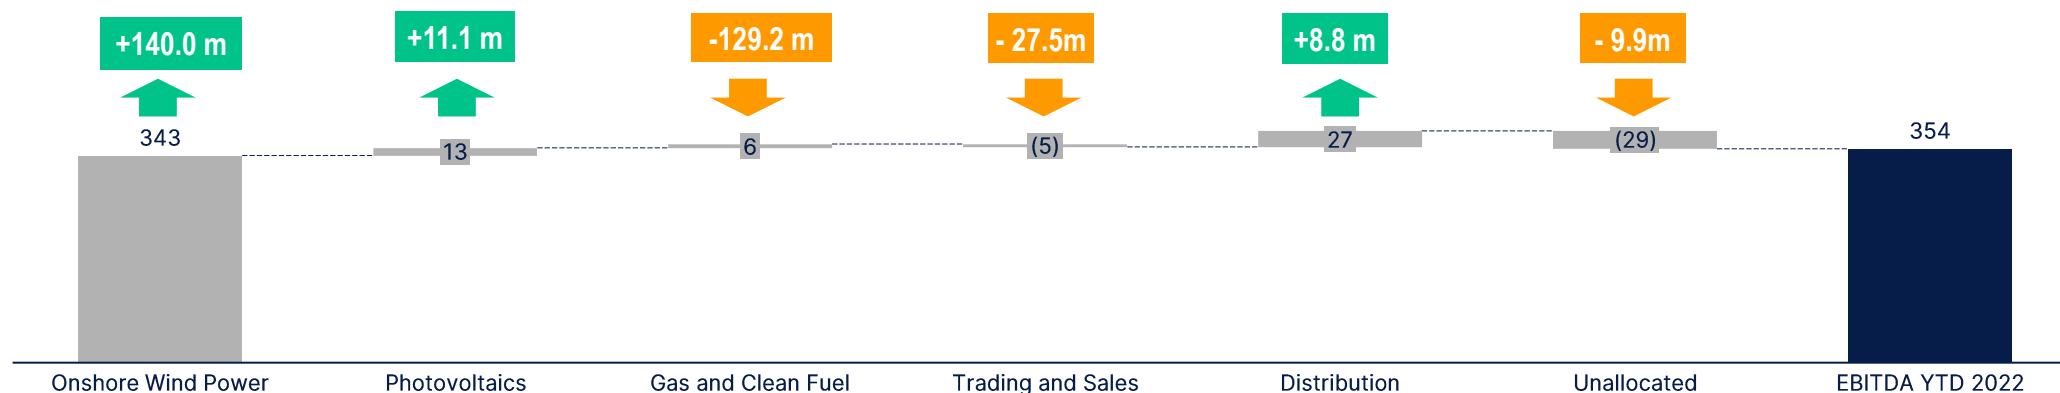 +140.0 m +11.1 m -129.2 m - 27.5m +8.8 m - 9.9m
343 13 6 (5) 27 (29) 354
Onshore Wind Power Photovoltaics Gas and Clean Fuel Trading and Sales Distribution Unallocated EBITDA YTD 2022